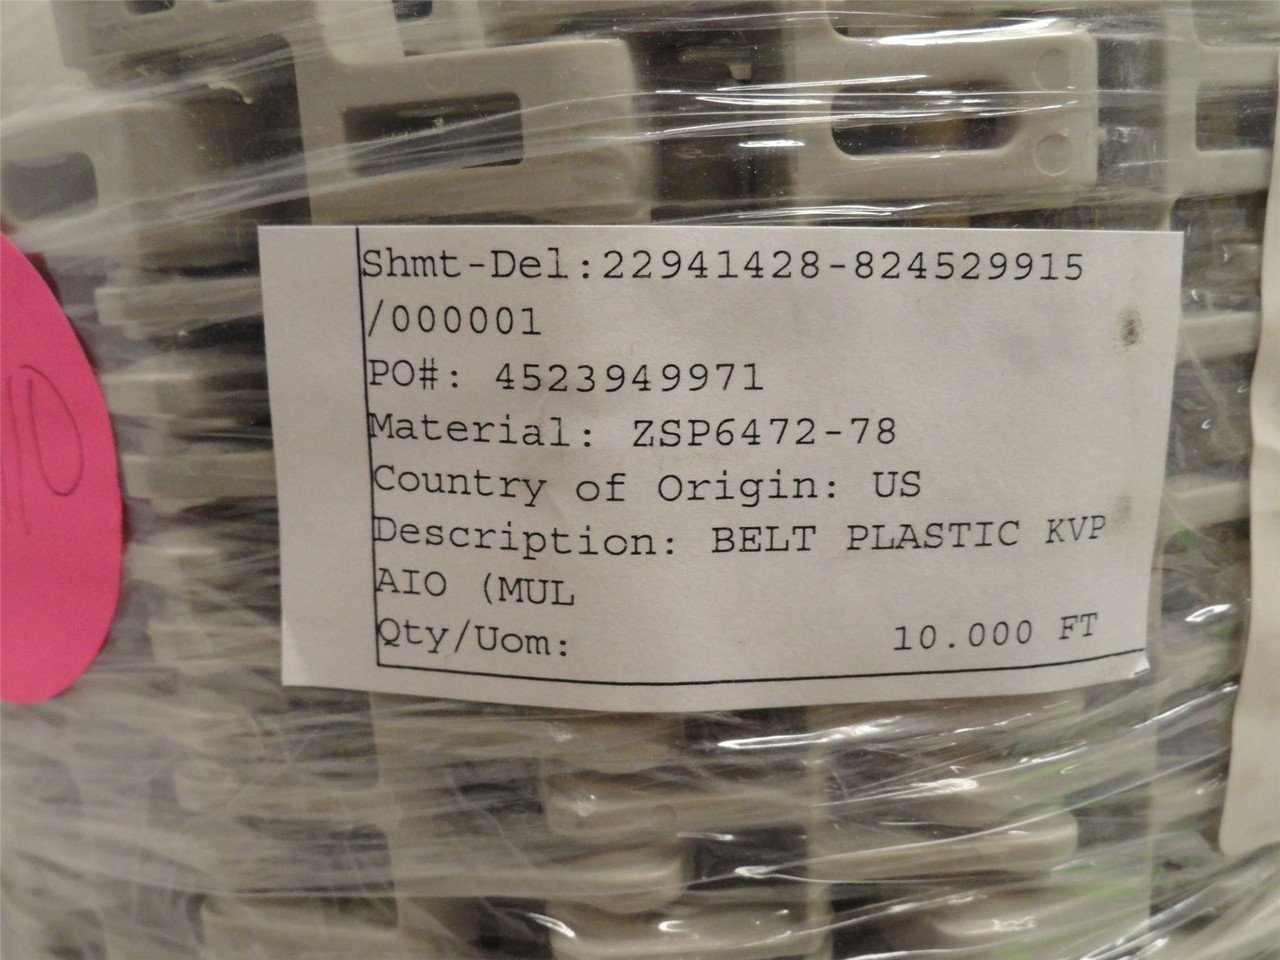 Shmt-Del:22941428-824529915
/000001
PO#: 4523949971
Material: ZSP6472-78
Country of Origin: US
Description: BELT PLASTIC KVP
AIO (MUL
Qty/Uom: 10.000 FT
110